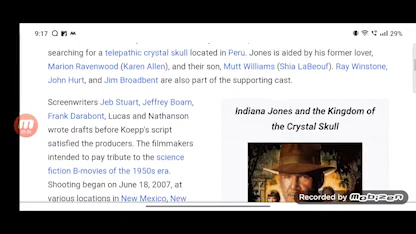 9:17
29%
searching for a telepathic crystal skull located in Peru. Jones is aided by his former lover,
Marion Ravenwood (Karen Allen), and their son, Mutt Williams (Shia LaBeouf). Ray Winstone,
John Hurt, and Jim Broadbent are also part of the supporting cast.
Screenwriters Jeb Stuart, Jeffrey Boam,
Frank Darabont, Lucas and Nathanson
wrote drafts before Koepp's script
satisfied the producers. The filmmakers
intended to pay tribute to the science
fiction B-movies of the 1950s era.
Shooting began on June 18, 2007, at
various locations in New Mexico, New
Indiana Jones and the Kingdom of
the Crystal Skull
Recorded by Mobizen